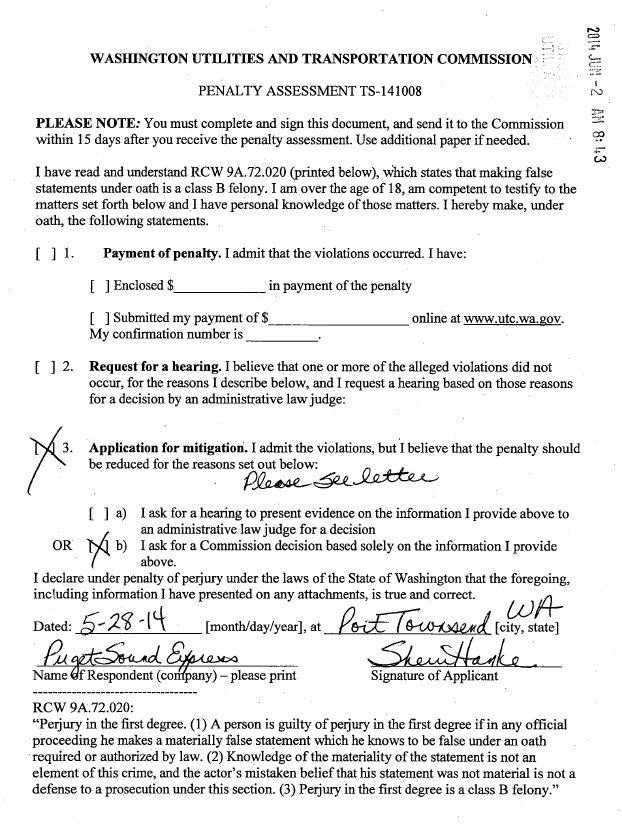 2014 JUN -2 AM 8:43
WASHINGTON UTILITIES AND TRANSPORTATION COMMISSION
PENALTY ASSESSMENT TS-141008
PLEASE NOTE: You must complete and sign this document, and send it to the Commission
within 15 days after you receive the penalty assessment. Use additional paper if needed.
I have read and understand RCW 9A.72.020 (printed below), which states that making false
statements under oath is a class B felony. I am over the age of 18, am competent to testify to the
matters set forth below and I have personal knowledge of those matters. I hereby make, under
oath, the following statements.
[ ] 1. Payment of penalty. I admit that the violations occurred. I have:
[ ] Enclosed $_____________ in payment of the penalty
[ ] Submitted my payment of $____________________ online at www.utc.wa.gov.
My confirmation number is __________.
[ ] 2. Request for a hearing. I believe that one or more of the alleged violations did not
occur, for the reasons I describe below, and I request a hearing based on those reasons
for a decision by an administrative law judge:
[X] 3. Application for mitigation. I admit the violations, but I believe that the penalty should
be reduced for the reasons set out below:
Please See letter
[ ] a) I ask for a hearing to present evidence on the information I provide above to
an administrative law judge for a decision
OR [X] b) I ask for a Commission decision based solely on the information I provide
above.
I declare under penalty of perjury under the laws of the State of Washington that the foregoing,
including information I have presented on any attachments, is true and correct.
Dated: 5-28-14 [month/day/year], at Port Townsend WA [city, state]
Puget Sound Express Sherri Hanke
Name of Respondent (company) – please print Signature of Applicant
-----------------------------------
RCW 9A.72.020:
“Perjury in the first degree. (1) A person is guilty of perjury in the first degree if in any official
proceeding he makes a materially false statement which he knows to be false under an oath
required or authorized by law. (2) Knowledge of the materiality of the statement is not an
element of this crime, and the actor’s mistaken belief that his statement was not material is not a
defense to a prosecution under this section. (3) Perjury in the first degree is a class B felony.”